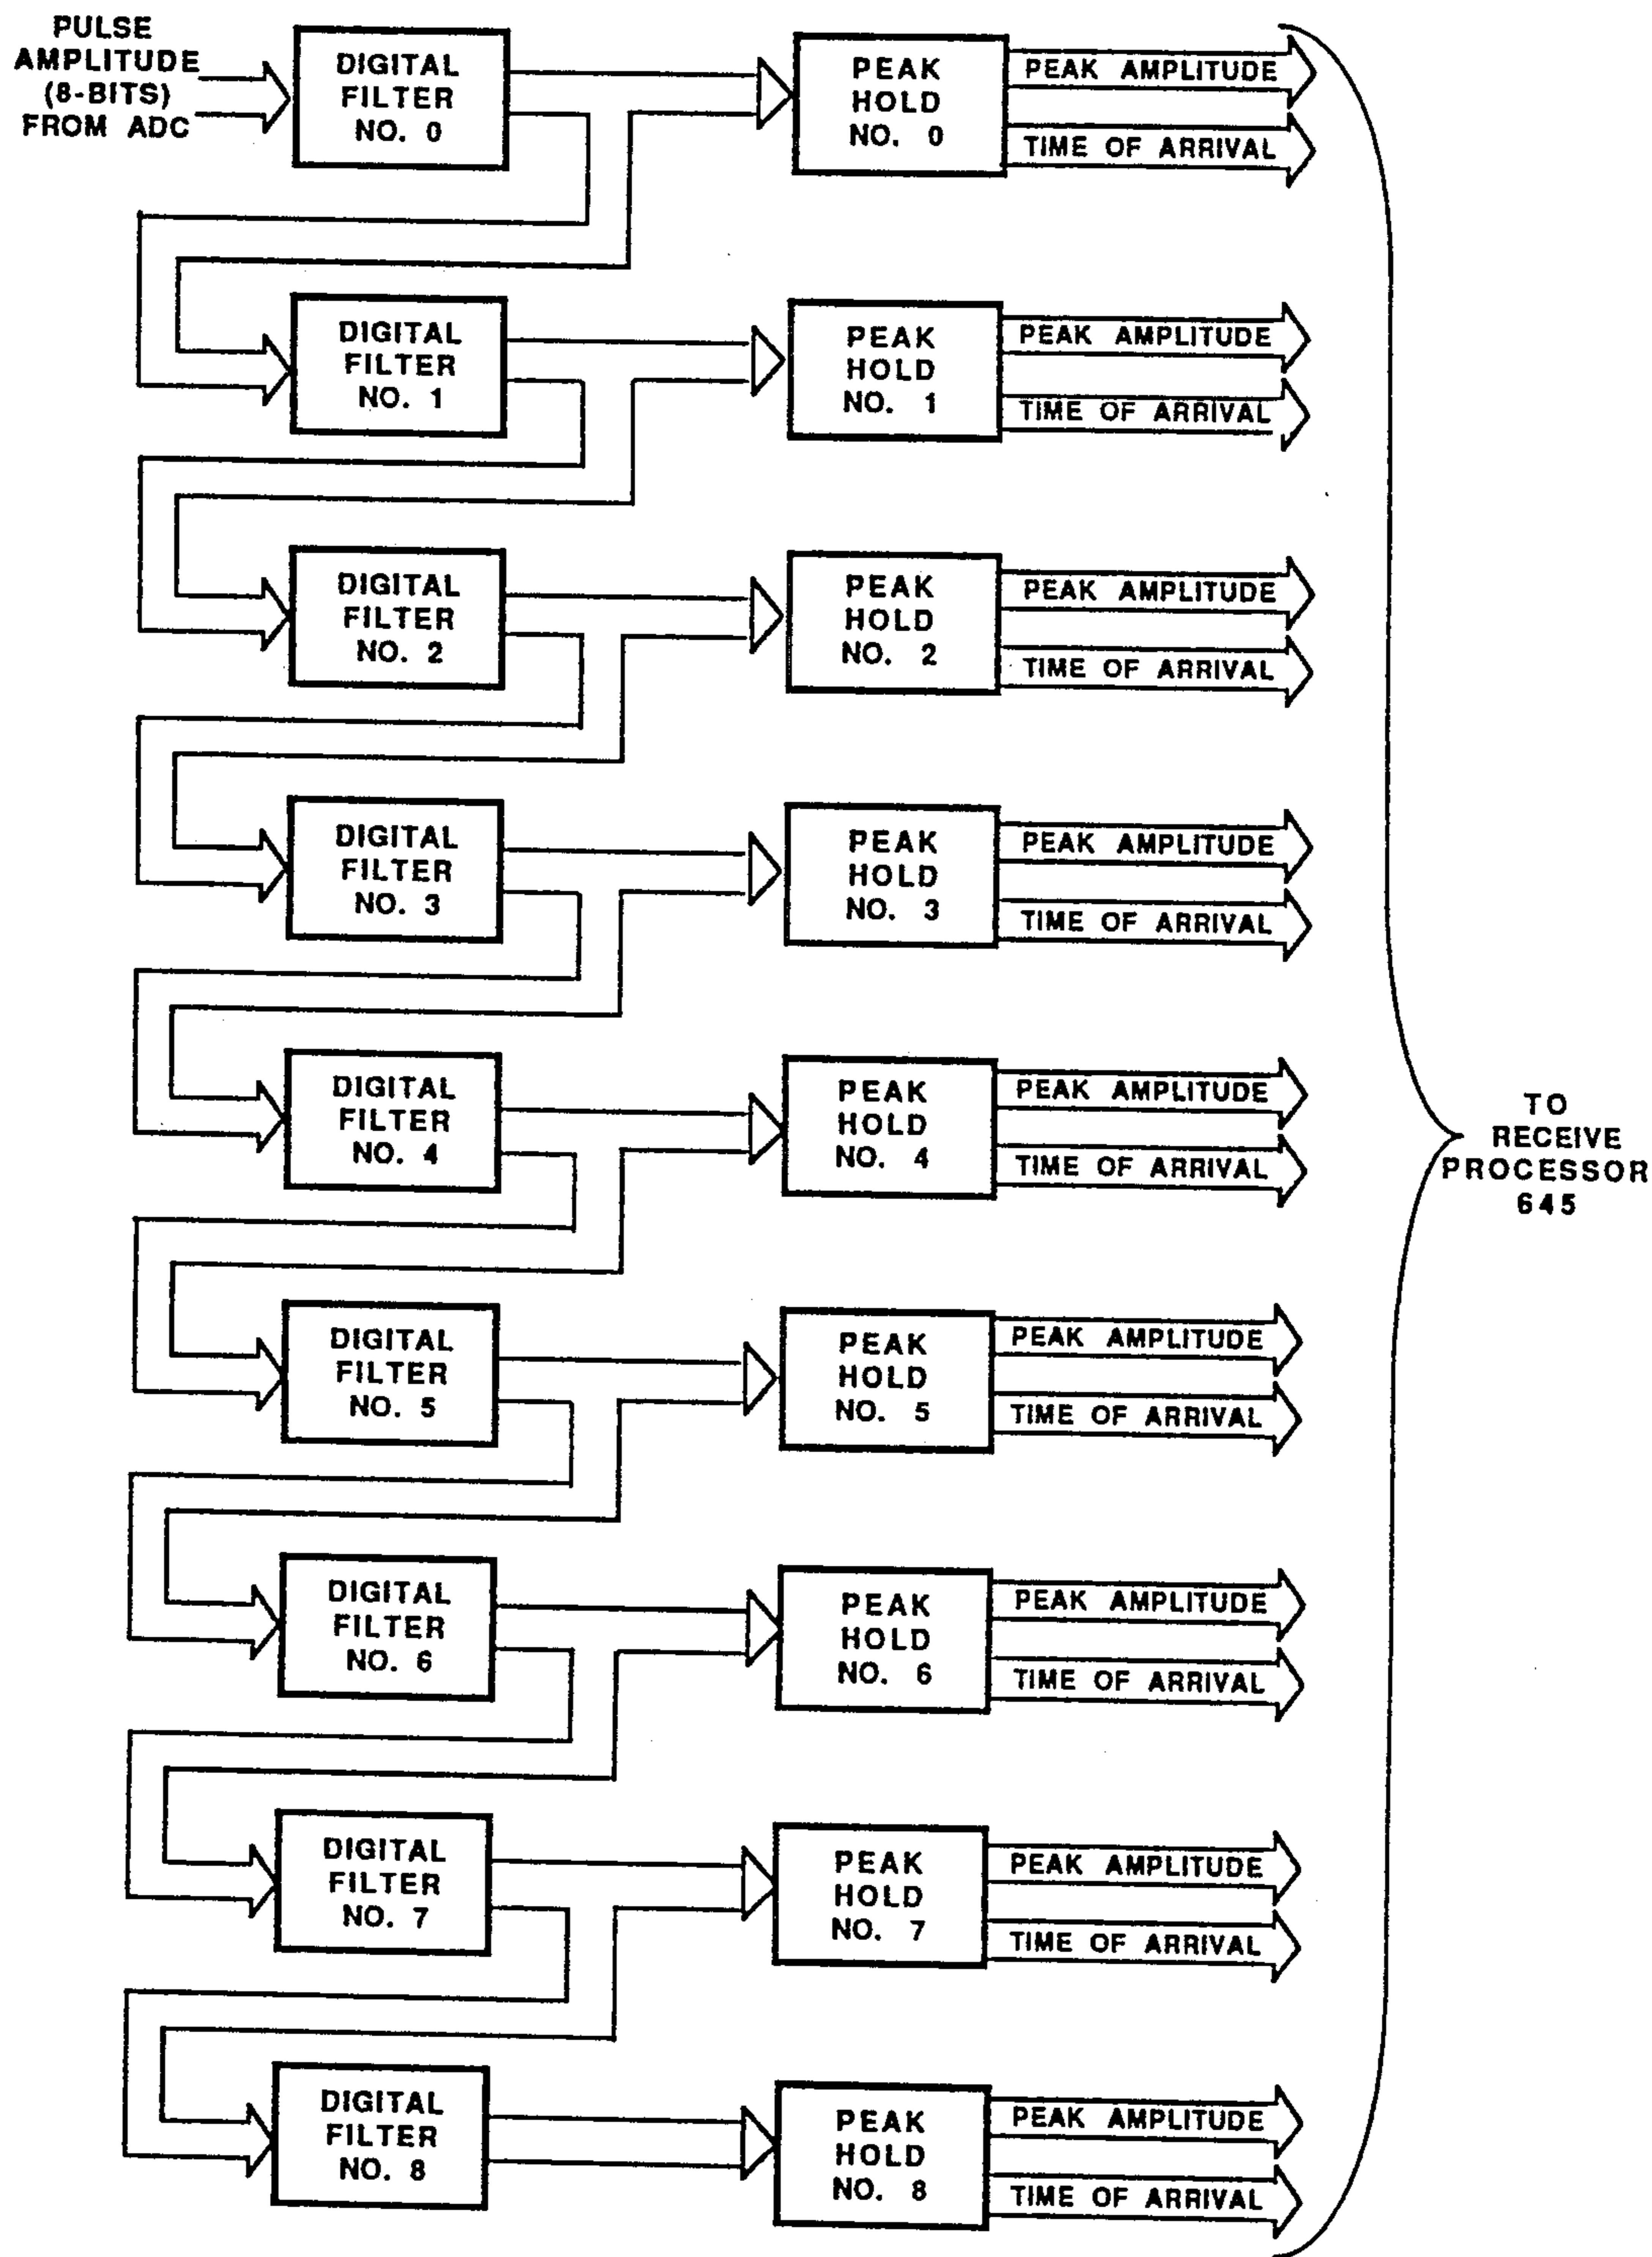 PULSE
AMPLITUDE
(8-BITS)
FROM ADC
DIGITAL
FILTER
NO. 0
PEAK
HOLD
NO. 0
PEAK AMPLITUDE
TIME OF ARRIVAL
DIGITAL
FILTER
NO. 1
PEAK
HOLD
NO. 1
PEAK AMPLITUDE
TIME OF ARRIVAL
DIGITAL
FILTER
NO. 2
PEAK
HOLD
NO. 2
PEAK AMPLITUDE
TIME OF ARRIVAL
DIGITAL
FILTER
NO. 3
PEAK
HOLD
NO. 3
PEAK AMPLITUDE
TIME OF ARRIVAL
DIGITAL
FILTER
NO. 4
PEAK
HOLD
NO. 4
PEAK AMPLITUDE
TIME OF ARRIVAL
TO
RECEIVE
PROCESSOR
645
DIGITAL
FILTER
NO. 5
PEAK
HOLD
NO. 5
PEAK AMPLITUDE
TIME OF ARRIVAL
DIGITAL
FILTER
NO. 6
PEAK
HOLD
NO. 6
PEAK AMPLITUDE
TIME OF ARRIVAL
DIGITAL
FILTER
NO. 7
PEAK
HOLD
NO. 7
PEAK AMPLITUDE
TIME OF ARRIVAL
DIGITAL
FILTER
NO. 8
PEAK
HOLD
NO. 8
PEAK AMPLITUDE
TIME OF ARRIVAL